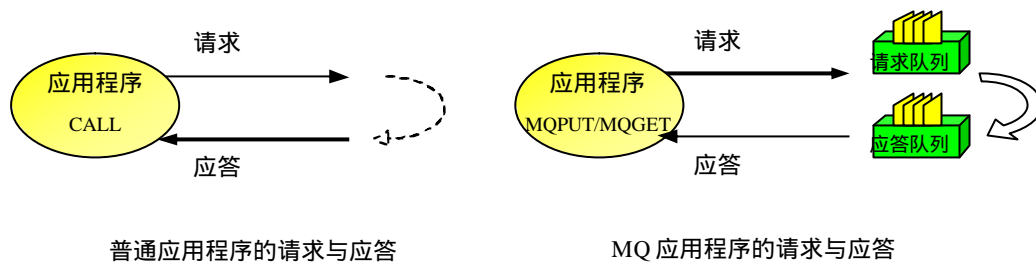 请求
应用程序
CALL
应答
普通应用程序的请求与应答
请求
请求队列
应用程序
MQPUT/MQGET
应答队列
应答
MQ 应用程序的请求与应答